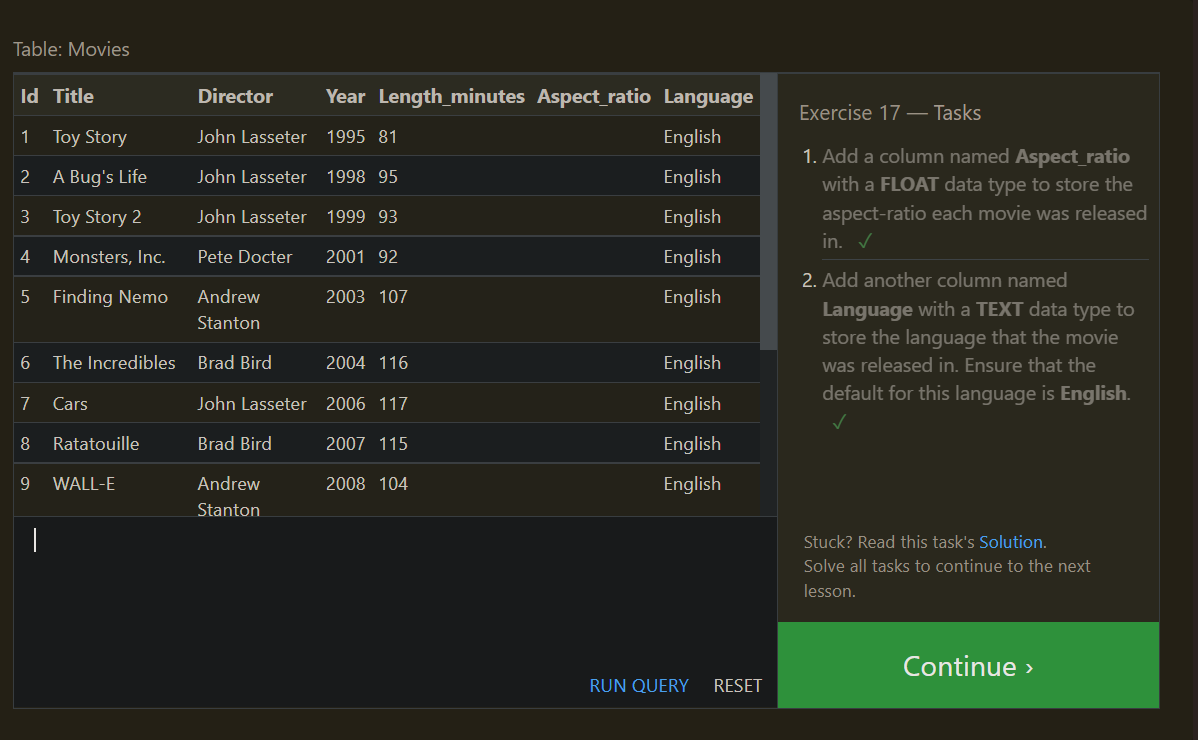 Table: Movies
Id Title Director Year Length_minutes Aspect_ratio Language
1 Toy Story John Lasseter 1995 81 English
2 A Bug's Life John Lasseter 1998 95 English
3 Toy Story 2 John Lasseter 1999 93 English
4 Monsters, Inc. Pete Docter 2001 92 English
5 Finding Nemo Andrew 2003 107 English
Stanton
6 The Incredibles Brad Bird 2004 116 English
7 Cars John Lasseter 2006 117 English
8 Ratatouille Brad Bird 2007 115 English
9 WALL-E Andrew 2008 104 English
Stanton
RUN QUERY RESET
Exercise 17 — Tasks
1. Add a column named Aspect_ratio
with a FLOAT data type to store the
aspect-ratio each movie was released
in. ✓
2. Add another column named
Language with a TEXT data type to
store the language that the movie
was released in. Ensure that the
default for this language is English.
✓
Stuck? Read this task's Solution.
Solve all tasks to continue to the next
lesson.
Continue ›